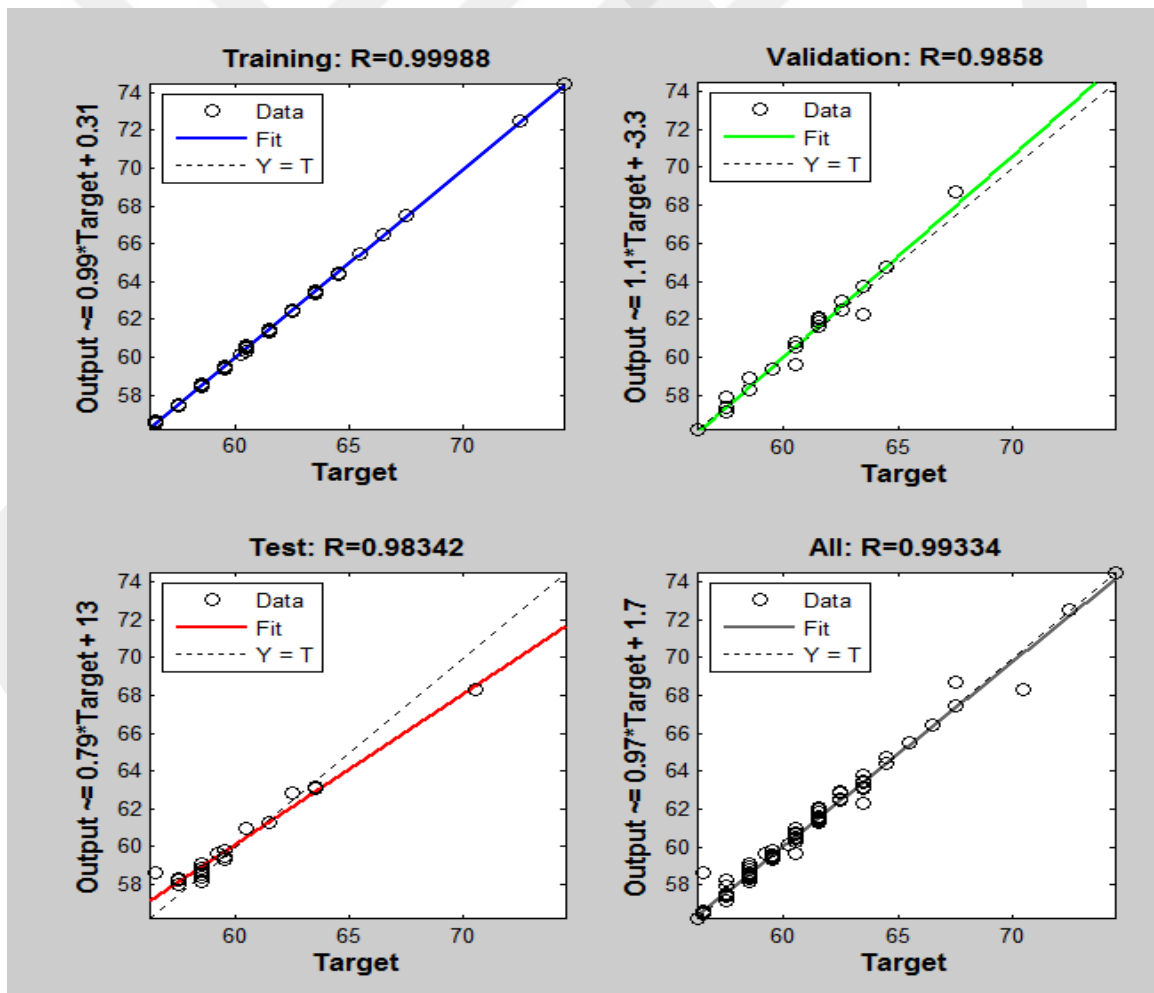 Training: R=0.99988
Output ~= 0.99*Target + 0.31
74
72
70
68
66
64
62
60
58
Data
Fit
Y = T
60
65
70
Target
Validation: R=0.9858
Output ~= 1.1*Target + -3.3
74
72
70
68
66
64
62
60
58
Data
Fit
Y = T
60
65
70
Target
Test: R=0.98342
Output ~= 0.79*Target + 13
74
72
70
68
66
64
62
60
58
Data
Fit
Y = T
60
65
70
Target
All: R=0.99334
Output ~= 0.97*Target + 1.7
74
72
70
68
66
64
62
60
58
Data
Fit
Y = T
60
65
70
Target